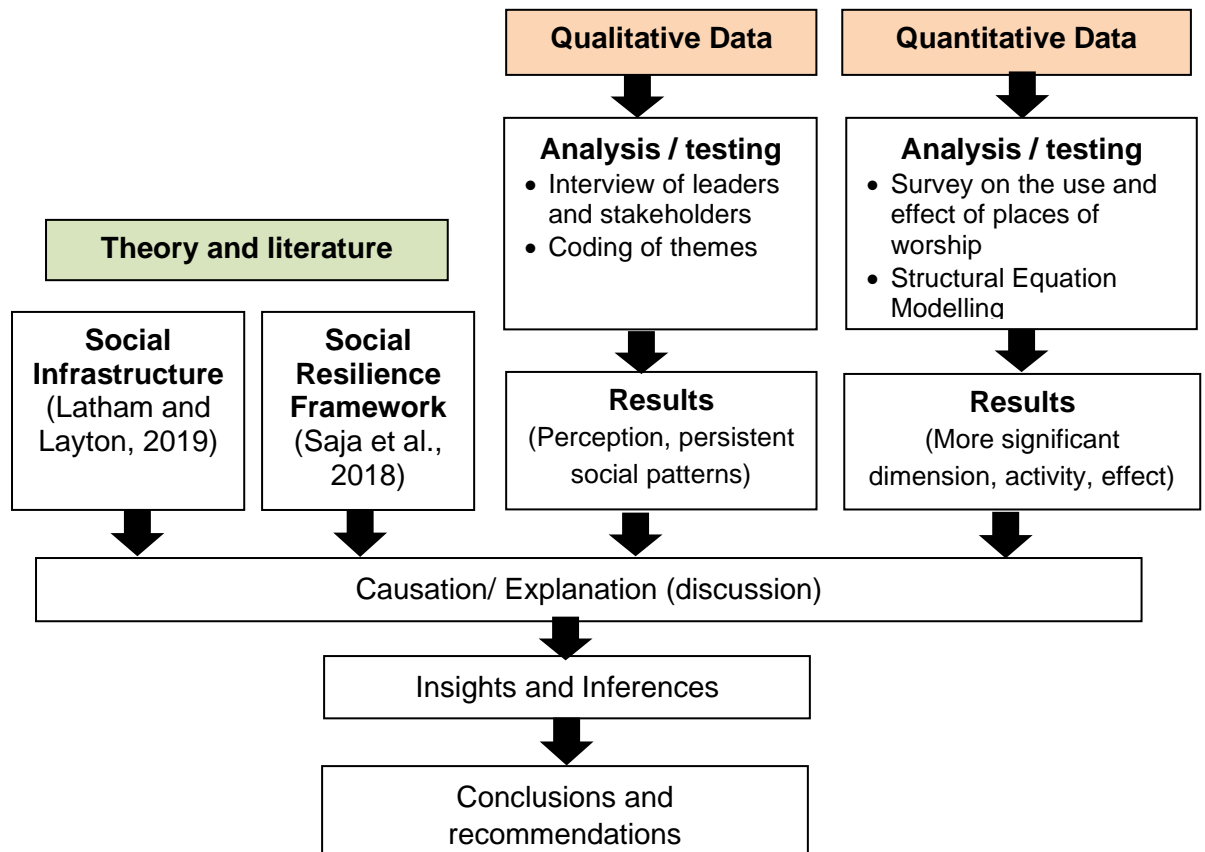 Qualitative Data
Quantitative Data
Analysis / testing
• Interview of leaders
and stakeholders
• Coding of themes
Analysis / testing
• Survey on the use and
effect of places of
worship
• Structural Equation
Modelling
Theory and literature
Social
Infrastructure
(Latham and
Layton, 2019)
Social
Resilience
Framework
(Saja et al.,
2018)
Results
(Perception, persistent
social patterns)
Results
(More significant
dimension, activity, effect)
Causation/ Explanation (discussion)
Insights and Inferences
Conclusions and
recommendations